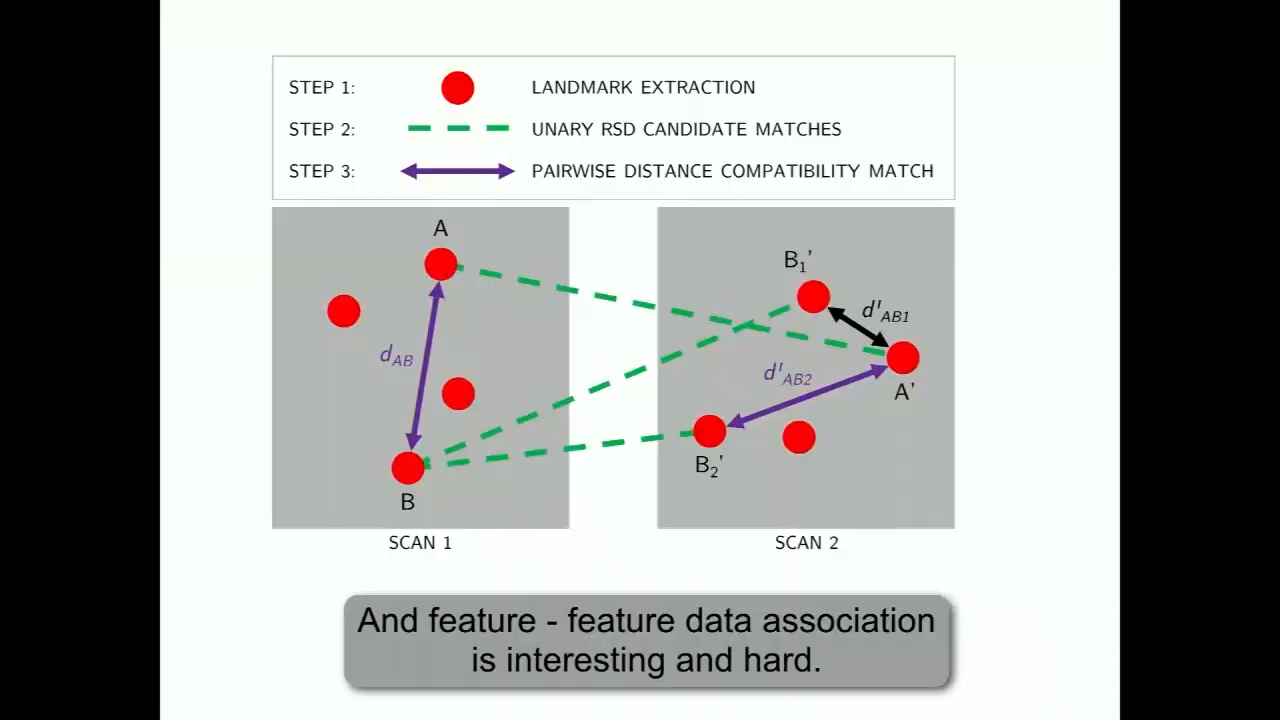 STEP 1: LANDMARK EXTRACTION
STEP 2: UNARY RSD CANDIDATE MATCHES
STEP 3: PAIRWISE DISTANCE COMPATIBILITY MATCH
A
B₁'
d'AB1
dAB
d'AB2
A'
B₂'
B
SCAN 1 SCAN 2
And feature - feature data association
is interesting and hard.